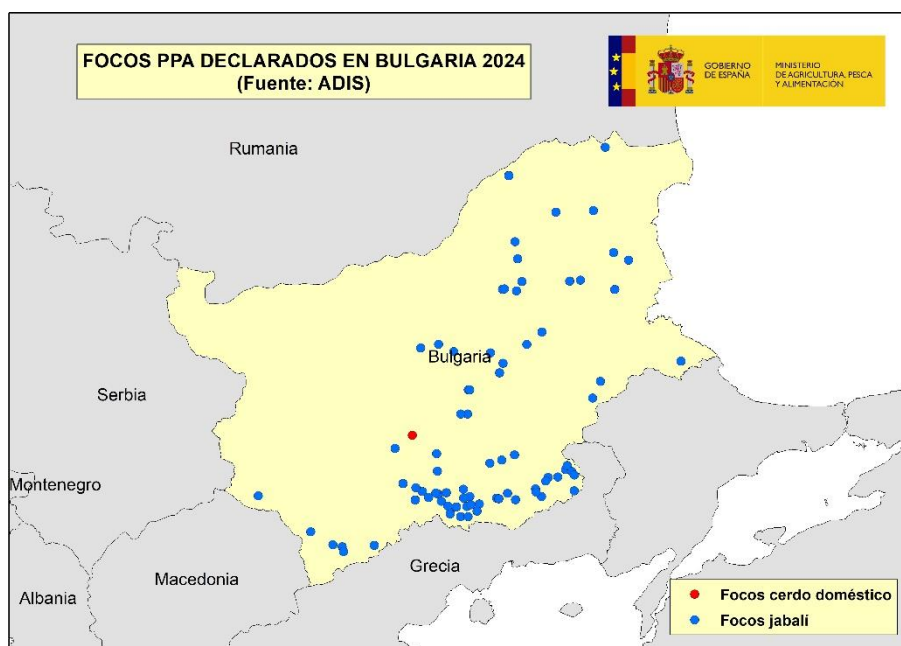 FOCOS PPA DECLARADOS EN BULGARIA 2024
(Fuente: ADIS)
GOBIERNO
DE ESPAÑA
MINISTERIO
DE AGRICULTURA, PESCA
Y ALIMENTACIÓN
Rumania
Bulgaria
Serbia
Montenegro
Macedonia
Grecia
Albania
Focos cerdo doméstico
Focos jabalí